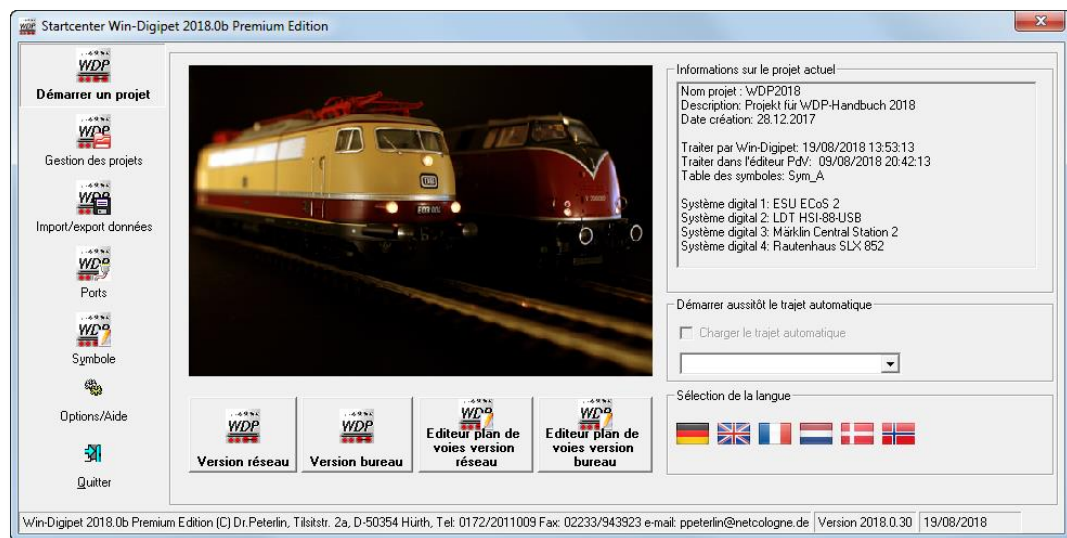 Startcenter Win-Digipet 2018.0b Premium Edition
WDP
Démarrer un projet
WDP
Gestion des projets
WDP
Import/export données
WDP
Ports
WDP
Symbole
Options/Aide
Quitter
Informations sur le projet actuel
Nom projet : WDP2018
Description: Projekt für WDP-Handbuch 2018
Date création: 28.12.2017
Traiter par Win-Digipet: 19/08/2018 13:53:13
Traiter dans l'éditeur PdV: 09/08/2018 20:42:13
Table des symboles: Sym_A
Système digital 1: ESU ECoS 2
Système digital 2: LDT HSI-88-USB
Système digital 3: Märklin Central Station 2
Système digital 4: Rautenhaus SLX 852
Démarrer aussitôt le trajet automatique
Charger le trajet automatique
Sélection de la langue
WDP
Version réseau
WDP
Version bureau
WDP
Editeur plan de
voies version
réseau
WDP
Editeur plan de
voies version
bureau
Win-Digipet 2018.0b Premium Edition (C) Dr.Peterlin, Tilsitstr. 2a, D-50354 Hürth, Tel: 0172/2011009 Fax: 02233/943923 e-mail: ppeterlin@netcologne.de
Version 2018.0.30
19/08/2018